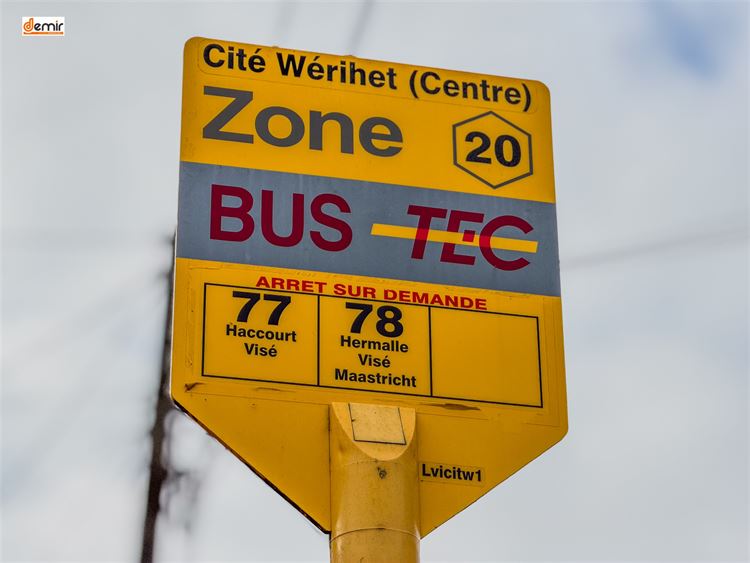 demir
Cité Wérihet (Centre)
Zone 20
BUS TEC
ARRET SUR DEMANDE
77
Haccourt
Visé
78
Hermalle
Visé
Maastricht
Lvicitw1